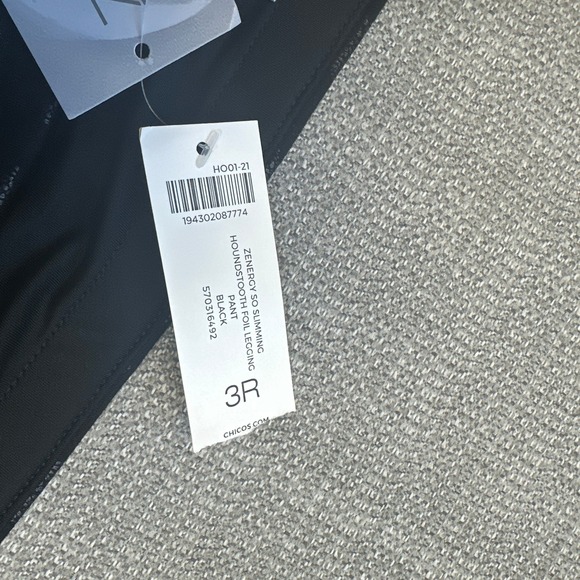 HO01-21
194302087774
ZENERGY SO SLIMMING
HOUNDSTOOTH FOIL LEGGING
PANT
BLACK
570316492
3R
CHICOS.COM